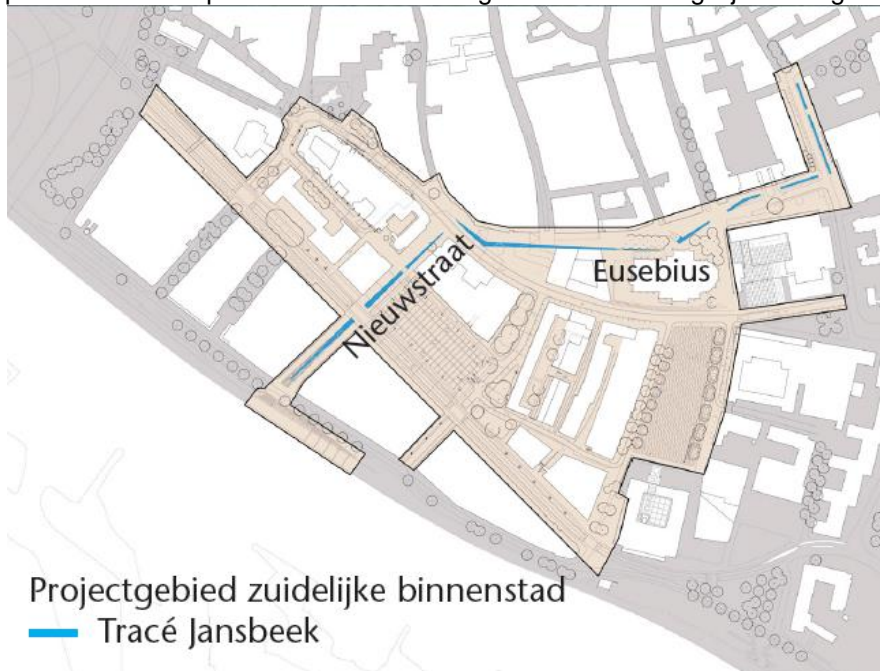 Nieuwstraat
Eusebius
Projectgebied zuidelijke binnenstad
Tracé Jansbeek